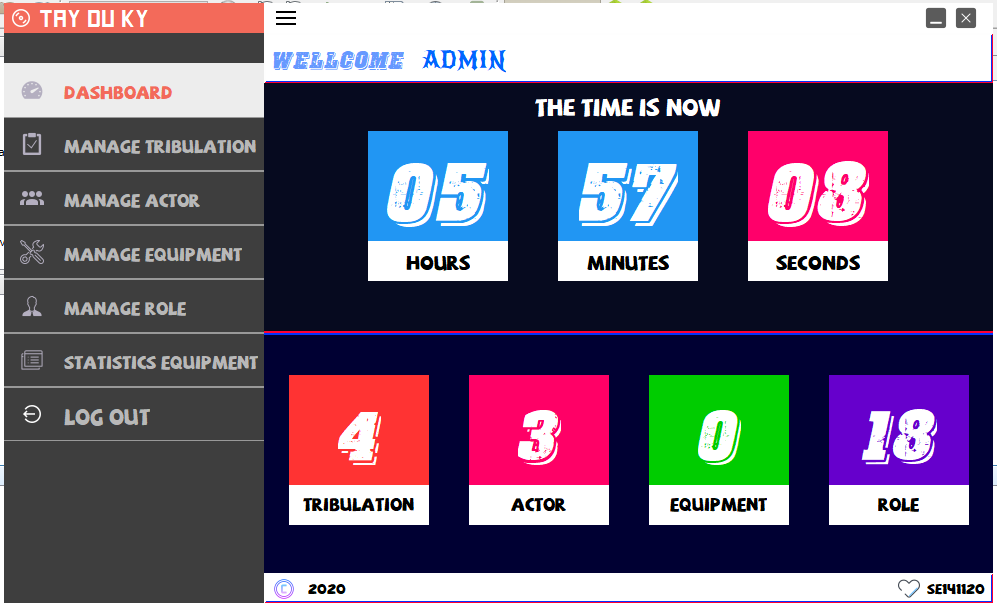 TAY DU KY
WELLCOME ADMIN
DASHBOARD
MANAGE TRIBULATION
MANAGE ACTOR
MANAGE EQUIPMENT
MANAGE ROLE
STATISTICS EQUIPMENT
LOG OUT
THE TIME IS NOW
05 57 08
HOURS MINUTES SECONDS
4 3 0 18
TRIBULATION ACTOR EQUIPMENT ROLE
© 2020 SE141120